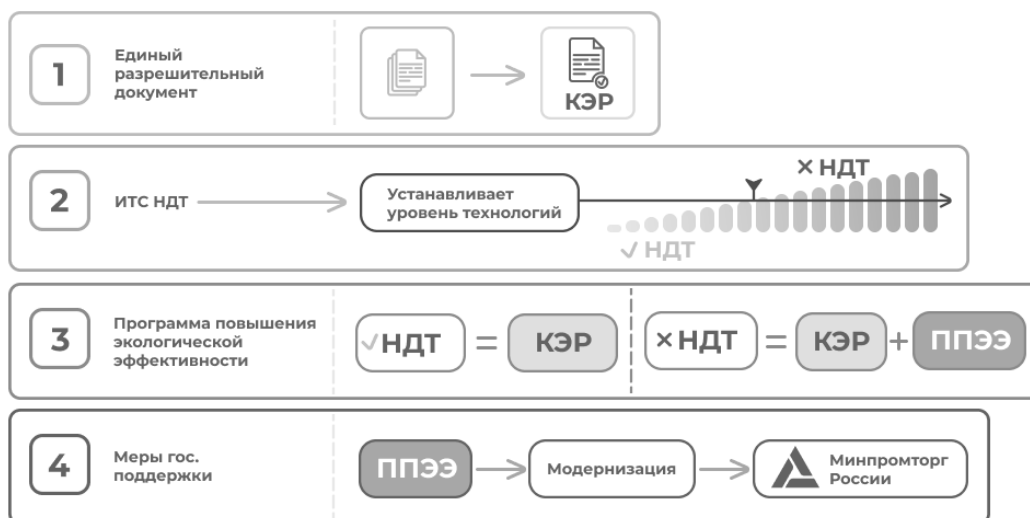 1
Единый
разрешительный
документ
КЭР
2
ИТС НДТ
Устанавливает
уровень технологий
НДТ
НДТ
3
Программа повышения
экологической
эффективности
НДТ = КЭР
НДТ = КЭР + ППЭЭ
4
Меры гос.
поддержки
ППЭЭ
Модернизация
Минпромторг
России